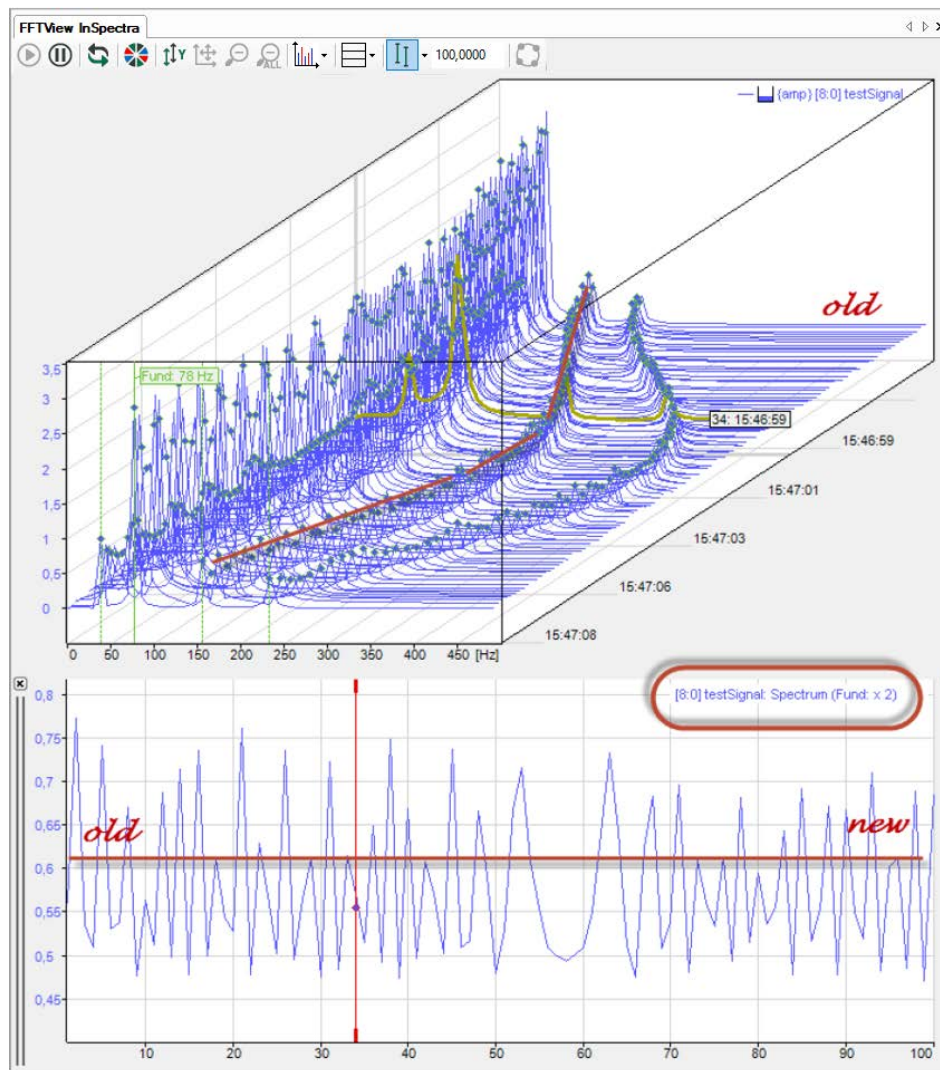 FFTView InSpectra
Y
ALL
100,0000
{amp} [8:0] testSignal
old
3,5
Fund: 78 Hz
3
2,5
34: 15:46:59
2
15:46:59
1,5
15:47:01
1
15:47:03
0,5
15:47:06
0
15:47:08
0 50 100 150 200 250 300 350 400 450 [Hz]
0,8
[8:0] testSignal: Spectrum (Fund: x 2)
0,75
0,7
0,65
old new
0,6
0,55
0,5
0,45
10 20 30 40 50 60 70 80 90 100